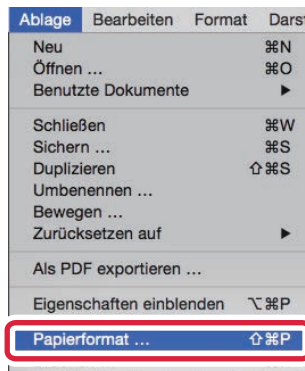 Ablage Bearbeiten Format Dars
Neu ⌘N
Öffnen ... ⌘O
Benutzte Dokumente ▶
Schließen ⌘W
Sichern ... ⌘S
Duplizieren ⇧⌘S
Umbenennen ...
Bewegen ...
Zurücksetzen auf ▶
Als PDF exportieren ...
Eigenschaften einblenden ⌥⌘P
Papierformat ... ⇧⌘P